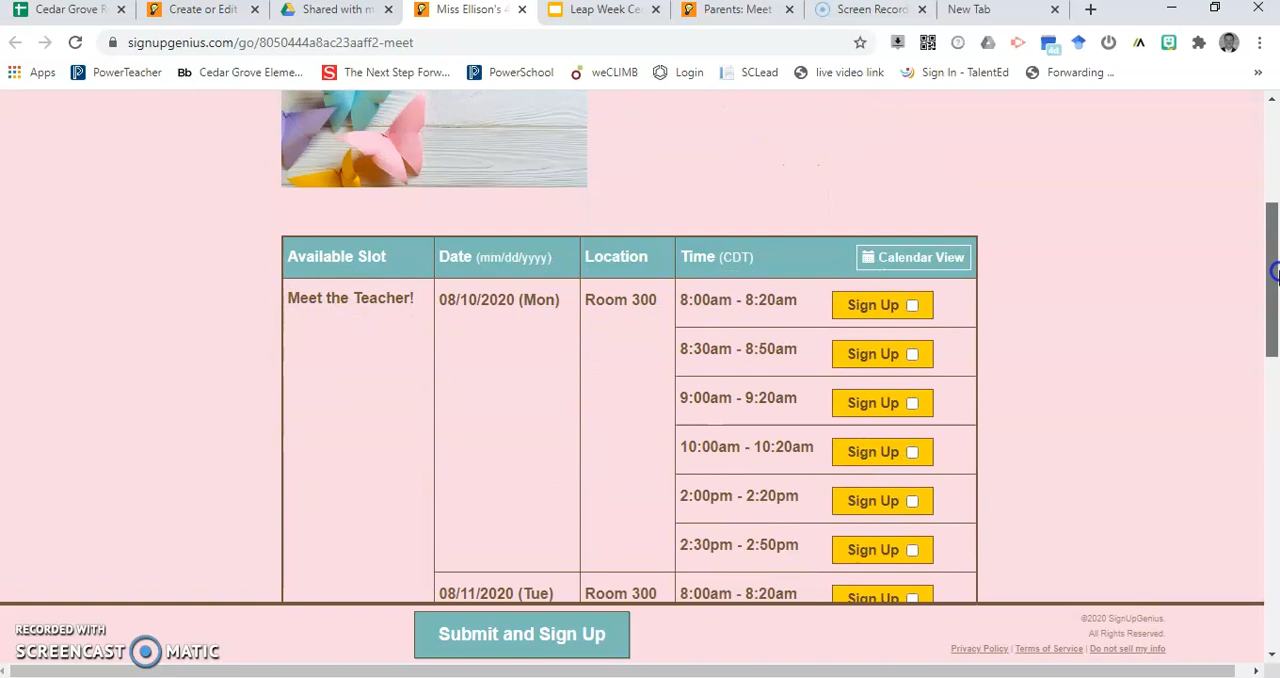 Cedar Grove R
Create or Edit
Shared with m
Miss Ellison's 4
Leap Week Ce
Parents: Meet
Screen Record
New Tab
signupgenius.com/go/8050444a8ac23aaff2-meet
Apps
PowerTeacher
Bb Cedar Grove Eleme...
S The Next Step Forw...
PowerSchool
weCLIMB
Login
SCLead
live video link
Sign In - TalentEd
Forwarding ...
»
Available Slot
Date (mm/dd/yyyy)
Location
Time (CDT)
Calendar View
Meet the Teacher!
08/10/2020 (Mon)
Room 300
8:00am - 8:20am
Sign Up
8:30am - 8:50am
Sign Up
9:00am - 9:20am
Sign Up
10:00am - 10:20am
Sign Up
2:00pm - 2:20pm
Sign Up
2:30pm - 2:50pm
Sign Up
08/11/2020 (Tue)
Room 300
8:00am - 8:20am
Sign Up
Submit and Sign Up
©2020 SignUpGenius.
All Rights Reserved.
Privacy Policy | Terms of Service | Do not sell my info
RECORDED WITH
SCREENCAST MATIC